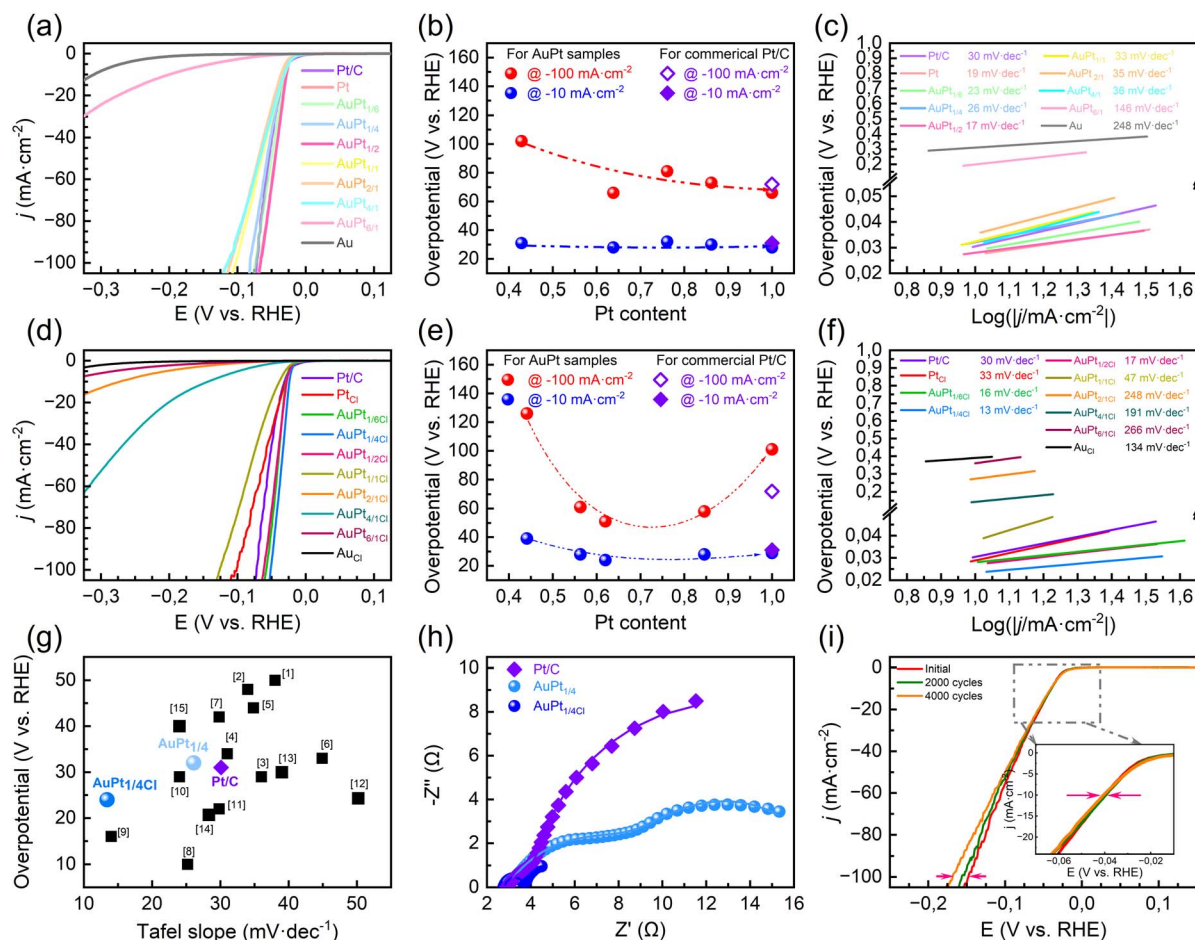 (a)
0
−20
−40
−60
−80
−100
j (mA·cm⁻²)
−0,3 −0,2 −0,1 0,0 0,1
E (V vs. RHE)
Pt/C
Pt
AuPt1/6
AuPt1/4
AuPt1/2
AuPt1/1
AuPt2/1
AuPt4/1
AuPt6/1
Au
(b)
For AuPt samples For commerical Pt/C
@ -100 mA·cm⁻² @ -100 mA·cm⁻²
@ -10 mA·cm⁻² @ -10 mA·cm⁻²
160
140
120
100
80
60
40
20
0
Overpotential (V vs. RHE)
0,4 0,5 0,6 0,7 0,8 0,9 1,0
Pt content
(c)
Pt/C 30 mV·dec⁻¹ AuPt1/1 33 mV·dec⁻¹
Pt 19 mV·dec⁻¹ AuPt2/1 35 mV·dec⁻¹
AuPt1/6 23 mV·dec⁻¹ AuPt4/1 36 mV·dec⁻¹
AuPt1/4 26 mV·dec⁻¹ AuPt6/1 146 mV·dec⁻¹
AuPt1/2 17 mV·dec⁻¹ Au 248 mV·dec⁻¹
1,0
0,9
0,8
0,7
0,6
0,5
0,4
0,3
0,2
0,05
0,04
0,03
0,02
Overpotential (V vs. RHE)
0,8 0,9 1,0 1,1 1,2 1,3 1,4 1,5 1,6 1,7
Log(|j/mA·cm⁻²|)
(d)
0
−20
−40
−60
−80
−100
j (mA·cm⁻²)
−0,3 −0,2 −0,1 0,0 0,1
E (V vs. RHE)
Pt/C
PtCl
AuPt1/6Cl
AuPt1/4Cl
AuPt1/2Cl
AuPt1/1Cl
AuPt2/1Cl
AuPt4/1Cl
AuPt6/1Cl
AuCl
(e)
For AuPt samples For commercial Pt/C
@ -100 mA·cm⁻² @ -100 mA·cm⁻²
@ -10 mA·cm⁻² @ -10 mA·cm⁻²
160
140
120
100
80
60
40
20
0
Overpotential (V vs. RHE)
0,4 0,5 0,6 0,7 0,8 0,9 1,0
Pt content
(f)
Pt/C 30 mV·dec⁻¹ AuPt1/2Cl 17 mV·dec⁻¹
PtCl 33 mV·dec⁻¹ AuPt1/1Cl 47 mV·dec⁻¹
AuPt1/6Cl 16 mV·dec⁻¹ AuPt2/1Cl 248 mV·dec⁻¹
AuPt1/4Cl 13 mV·dec⁻¹ AuPt4/1Cl 191 mV·dec⁻¹
AuPt6/1Cl 266 mV·dec⁻¹
AuCl 134 mV·dec⁻¹
1,0
0,9
0,8
0,7
0,6
0,5
0,4
0,2
0,04
0,03
0,02
Overpotential (V vs. RHE)
0,8 0,9 1,0 1,1 1,2 1,3 1,4 1,5 1,6 1,7
Log(|j/mA·cm⁻²|)
(g)
50
40
30
20
10
Overpotential (V vs. RHE)
10 20 30 40 50
Tafel slope (mV·dec⁻¹)
[1]
[2]
[7]
[5]
[15]
[4]
AuPt1/4
[6]
[3]
[13]
Pt/C
[10]
AuPt1/4Cl
[12]
[11]
[14]
[9]
[8]
(h)
Pt/C
AuPt1/4
AuPt1/4Cl
10
8
6
4
2
0
-Z'' (Ω)
2 4 6 8 10 12 14 16
Z' (Ω)
(i)
Initial
2000 cycles
4000 cycles
0
−20
−40
−60
−80
−100
j (mA·cm⁻²)
−0,2 −0,1 0,0 0,1
E (V vs. RHE)
0
−5
−10
−15
−20
j (mA·cm⁻²)
−0,06 −0,04 −0,02
E (V vs. RHE)